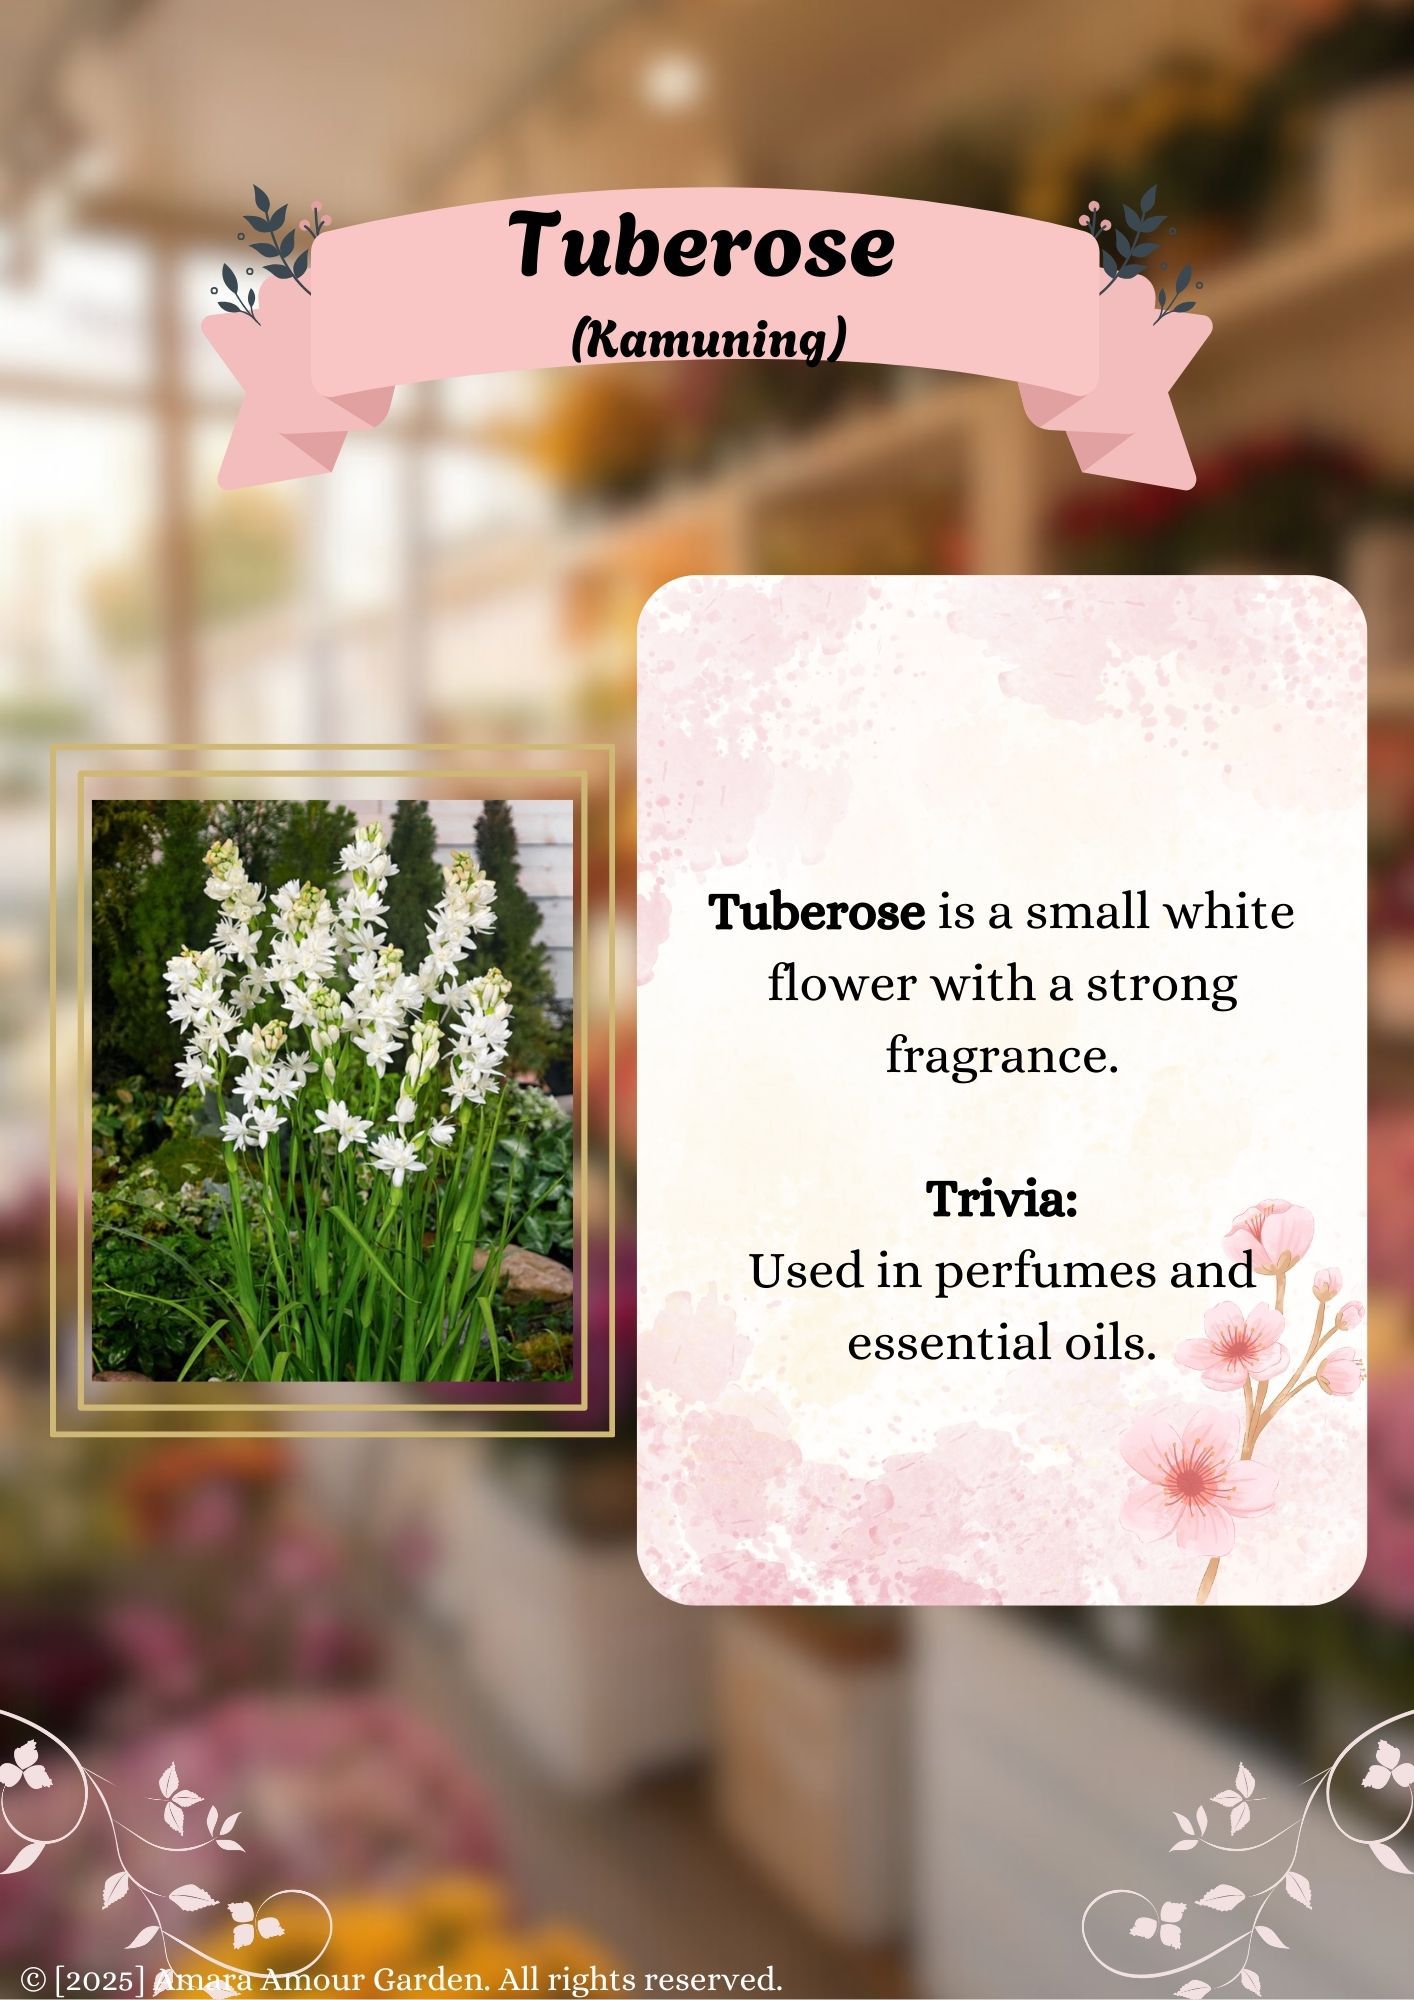 Tuberose
(Kamuning)
Tuberose is a small white
flower with a strong
fragrance.
Trivia:
Used in perfumes and
essential oils.
© [2025] Amara Amour Garden. All rights reserved.